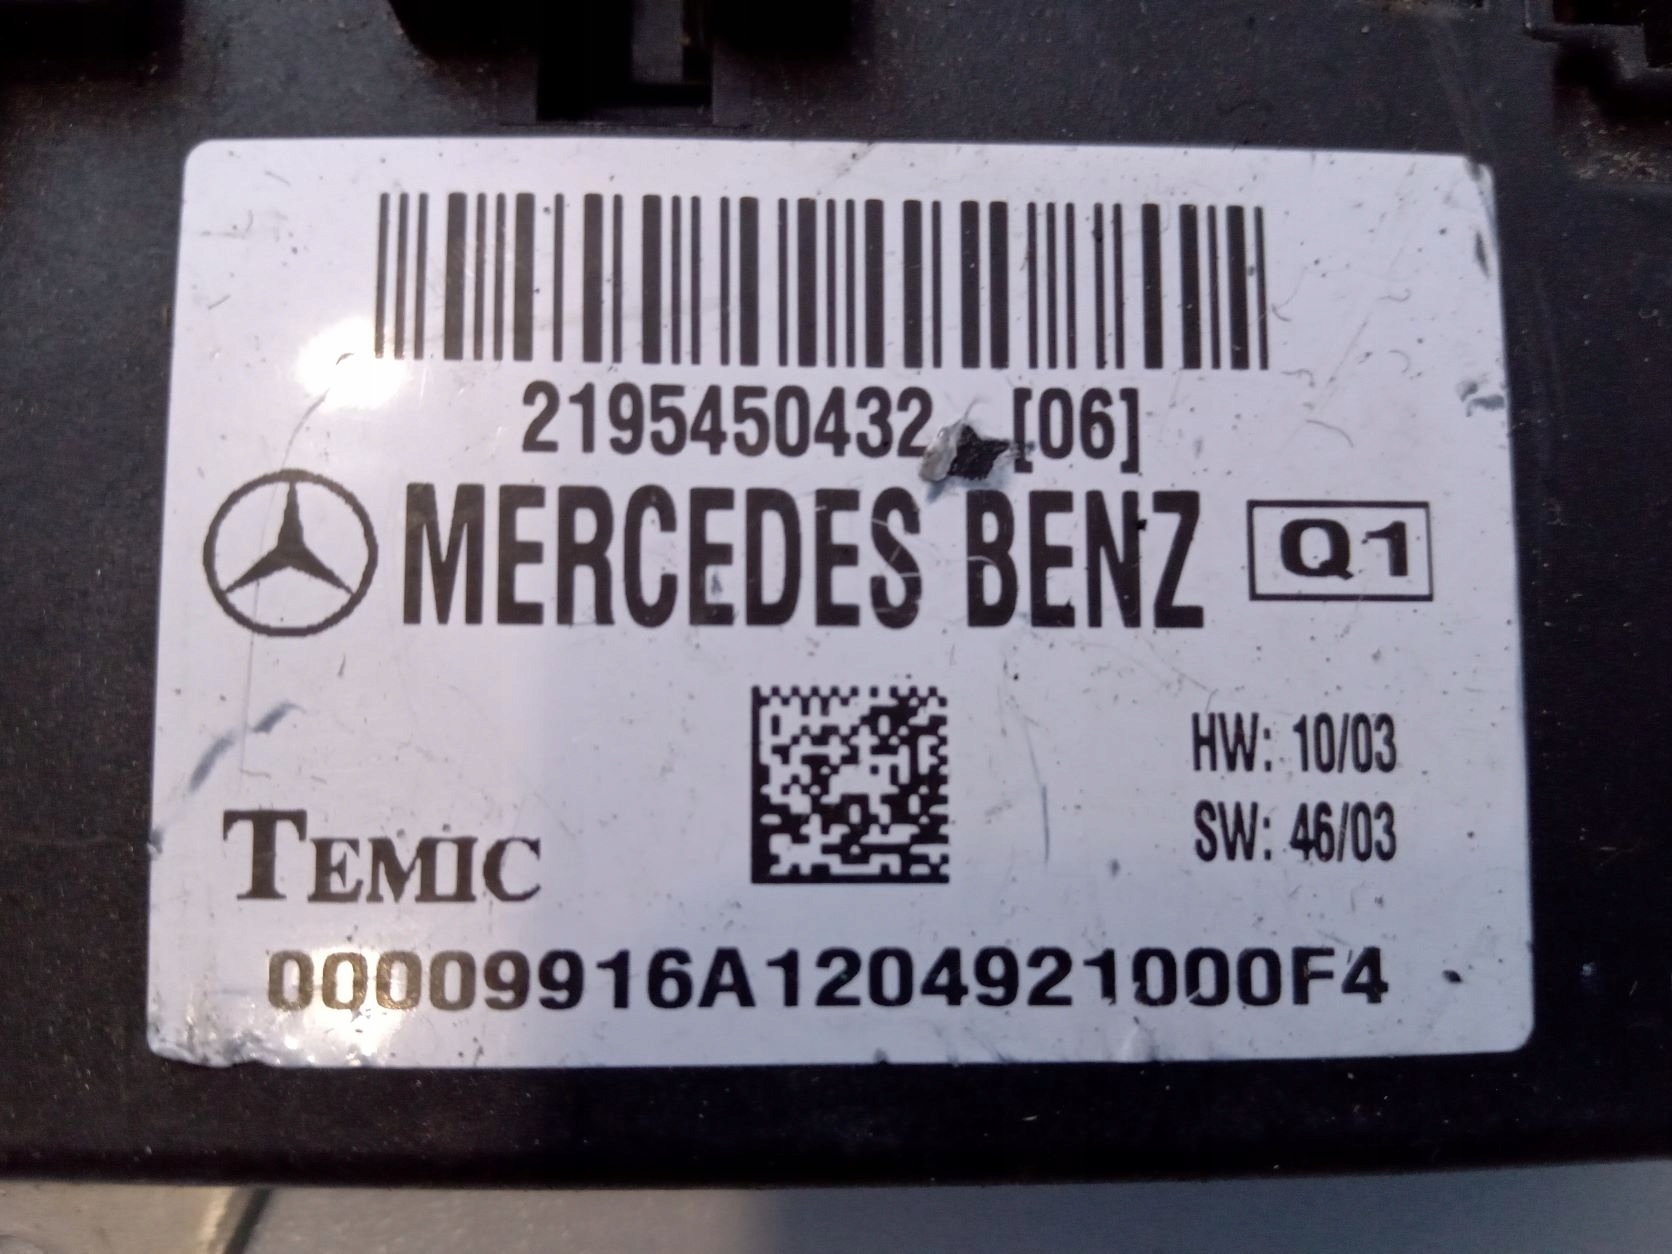 2195450432 [06]
MERCEDES BENZ Q1
HW: 10/03
SW: 46/03
TEMIC
00009916A1204921000F4